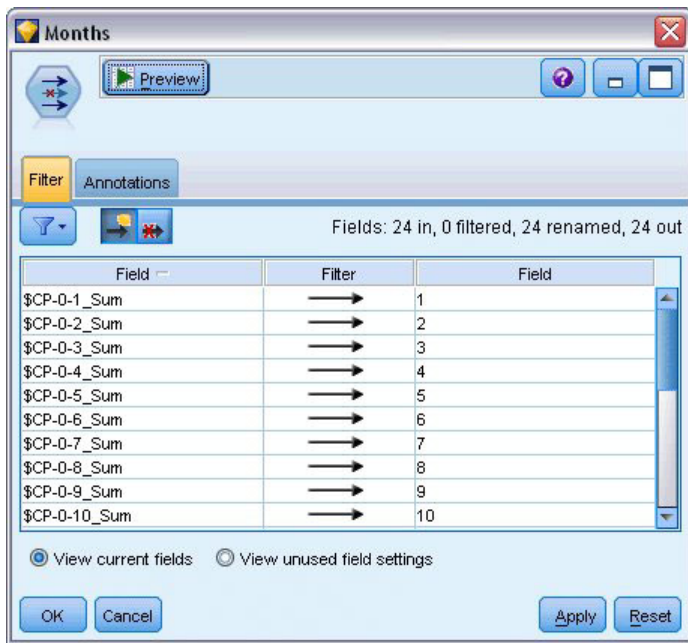 Months
Preview
Filter
Annotations
Fields: 24 in, 0 filtered, 24 renamed, 24 out
Field Filter Field
$CP-0-1_Sum 1
$CP-0-2_Sum 2
$CP-0-3_Sum 3
$CP-0-4_Sum 4
$CP-0-5_Sum 5
$CP-0-6_Sum 6
$CP-0-7_Sum 7
$CP-0-8_Sum 8
$CP-0-9_Sum 9
$CP-0-10_Sum 10
View current fields View unused field settings
OK Cancel Apply Reset